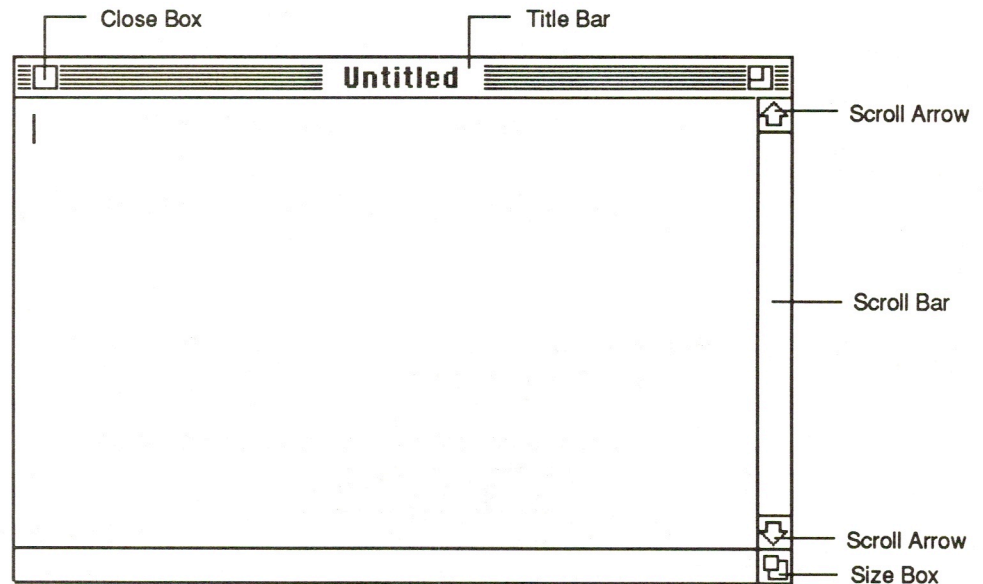 Close Box
Title Bar
Untitled
Scroll Arrow
Scroll Bar
Scroll Arrow
Size Box